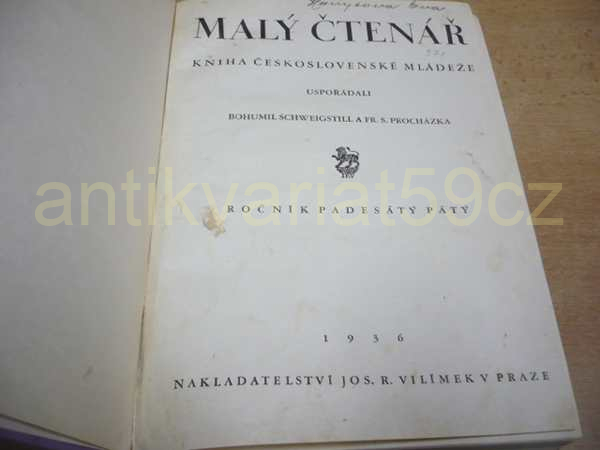 Eva
MALÝ ČTENÁŘ
KNIHA ČESKOSLOVENSKÉ MLÁDEŽE
USPOŘÁDALI
BOHUMIL SCHWEIGSTILL A FR. S. PROCHÁZKA
antikvariat59cz
ROČNÍK PADESÁTÝ PÁTÝ
1936
NAKLADATELSTVÍ JOS. R. VILÍMEK V PRAZE